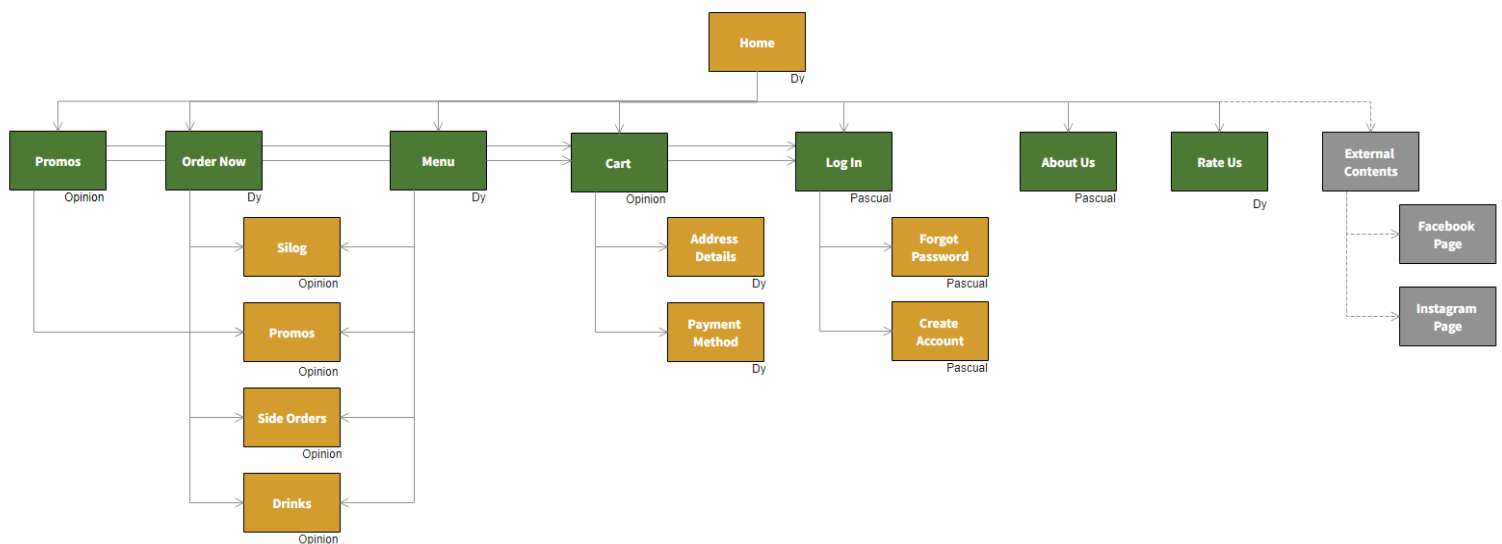 Home
Dy
Promos
Order Now
Menu
Cart
Log In
About Us
Rate Us
External
Contents
Opinion
Dy
Dy
Opinion
Pascual
Pascual
Dy
Silog
Opinion
Address
Details
Dy
Forgot
Password
Pascual
Facebook
Page
Promos
Opinion
Payment
Method
Dy
Create
Account
Pascual
Instagram
Page
Side Orders
Opinion
Drinks
Opinion